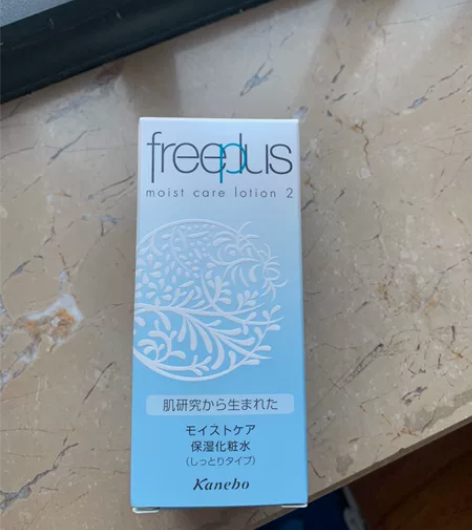 freeplus
moist care lotion 2
肌研究から生まれた
モイストケア
保湿化粧水
(しっとりタイプ)
Kanebo